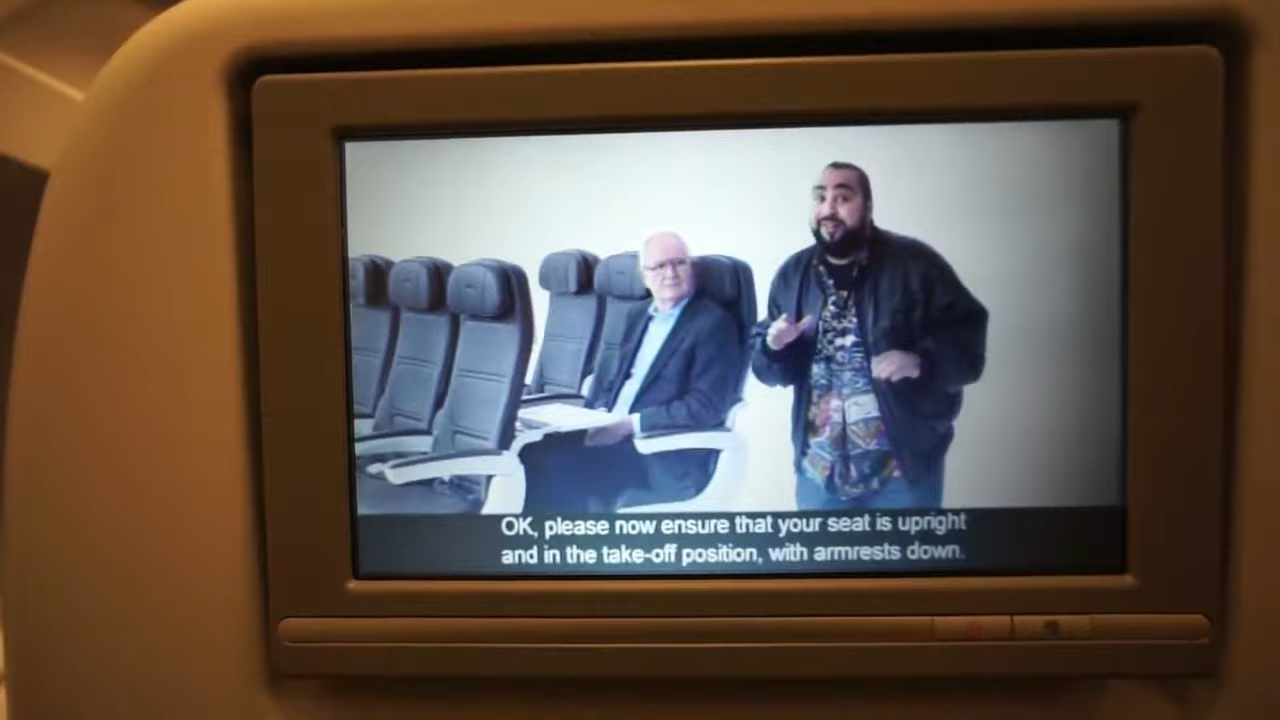 OK, please now ensure that your seat is upright
and in the take-off position, with armrests down.